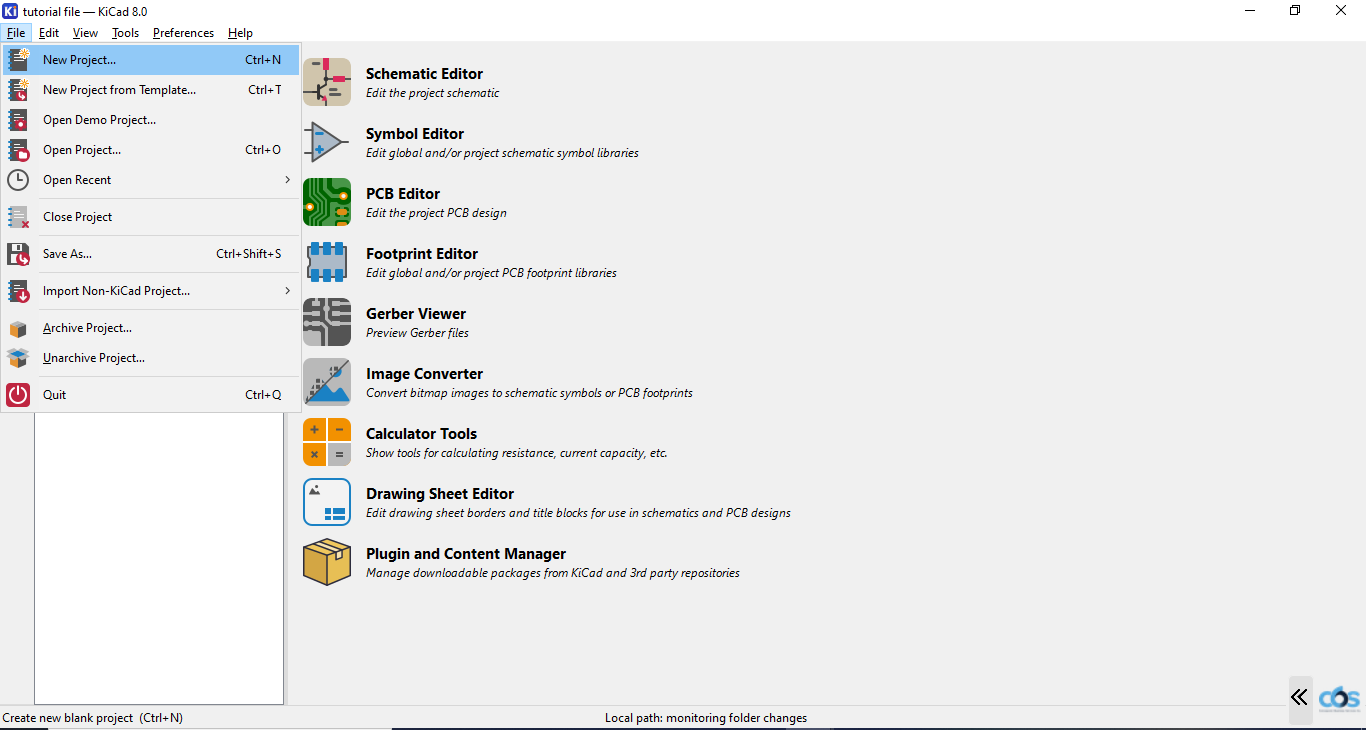 tutorial file — KiCad 8.0
File Edit View Tools Preferences Help
New Project... Ctrl+N
New Project from Template... Ctrl+T
Open Demo Project...
Open Project... Ctrl+O
Open Recent
Close Project
Save As... Ctrl+Shift+S
Import Non-KiCad Project...
Archive Project...
Unarchive Project...
Quit Ctrl+Q
Schematic Editor
Edit the project schematic
Symbol Editor
Edit global and/or project schematic symbol libraries
PCB Editor
Edit the project PCB design
Footprint Editor
Edit global and/or project PCB footprint libraries
Gerber Viewer
Preview Gerber files
Image Converter
Convert bitmap images to schematic symbols or PCB footprints
Calculator Tools
Show tools for calculating resistance, current capacity, etc.
Drawing Sheet Editor
Edit drawing sheet borders and title blocks for use in schematics and PCB designs
Plugin and Content Manager
Manage downloadable packages from KiCad and 3rd party repositories
Create new blank project (Ctrl+N) Local path: monitoring folder changes